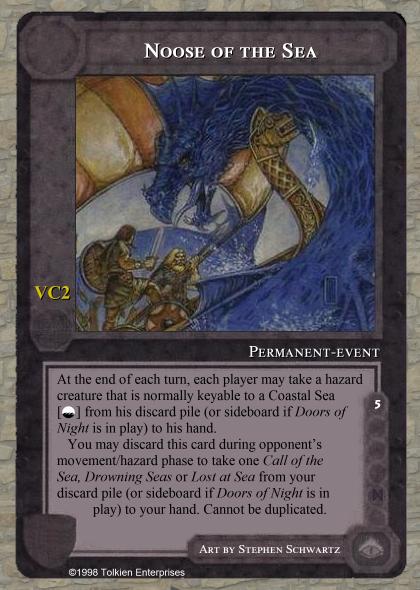 Noose of the Sea
VC2
Permanent-event
At the end of each turn, each player may take a hazard
creature that is normally keyable to a Coastal Sea
[ ] from his discard pile (or sideboard if Doors of
Night is in play) to his hand.
You may discard this card during opponent's
movement/hazard phase to take one Call of the
Sea, Drowning Seas or Lost at Sea from your
discard pile (or sideboard if Doors of Night is in
play) to your hand. Cannot be duplicated.
5
Art by Stephen Schwartz
©1998 Tolkien Enterprises